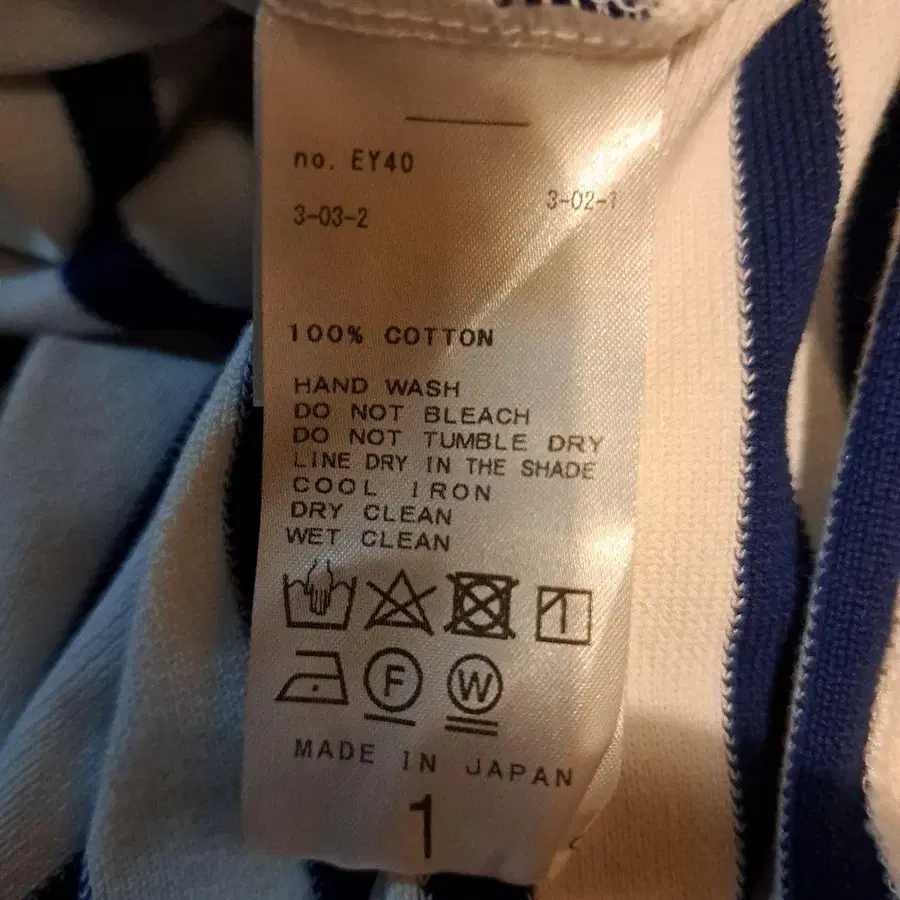 no. EY40
3-03-2
3-02-1
100% COTTON
HAND WASH
DO NOT BLEACH
DO NOT TUMBLE DRY
LINE DRY IN THE SHADE
COOL IRON
DRY CLEAN
WET CLEAN
F
W
MADE IN JAPAN
1